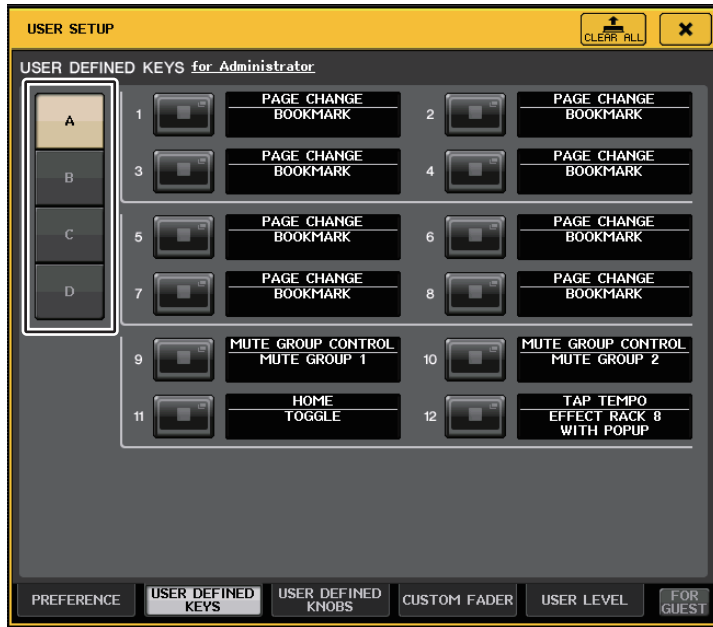 USER SETUP
CLEAR ALL
USER DEFINED KEYS for Administrator
A
B
C
D
1
PAGE CHANGE
BOOKMARK
2
PAGE CHANGE
BOOKMARK
3
PAGE CHANGE
BOOKMARK
4
PAGE CHANGE
BOOKMARK
5
PAGE CHANGE
BOOKMARK
6
PAGE CHANGE
BOOKMARK
7
PAGE CHANGE
BOOKMARK
8
PAGE CHANGE
BOOKMARK
9
MUTE GROUP CONTROL
MUTE GROUP 1
10
MUTE GROUP CONTROL
MUTE GROUP 2
11
HOME
TOGGLE
12
TAP TEMPO
EFFECT RACK 8
WITH POPUP
PREFERENCE
USER DEFINED
KEYS
USER DEFINED
KNOBS
CUSTOM FADER
USER LEVEL
FOR
GUEST